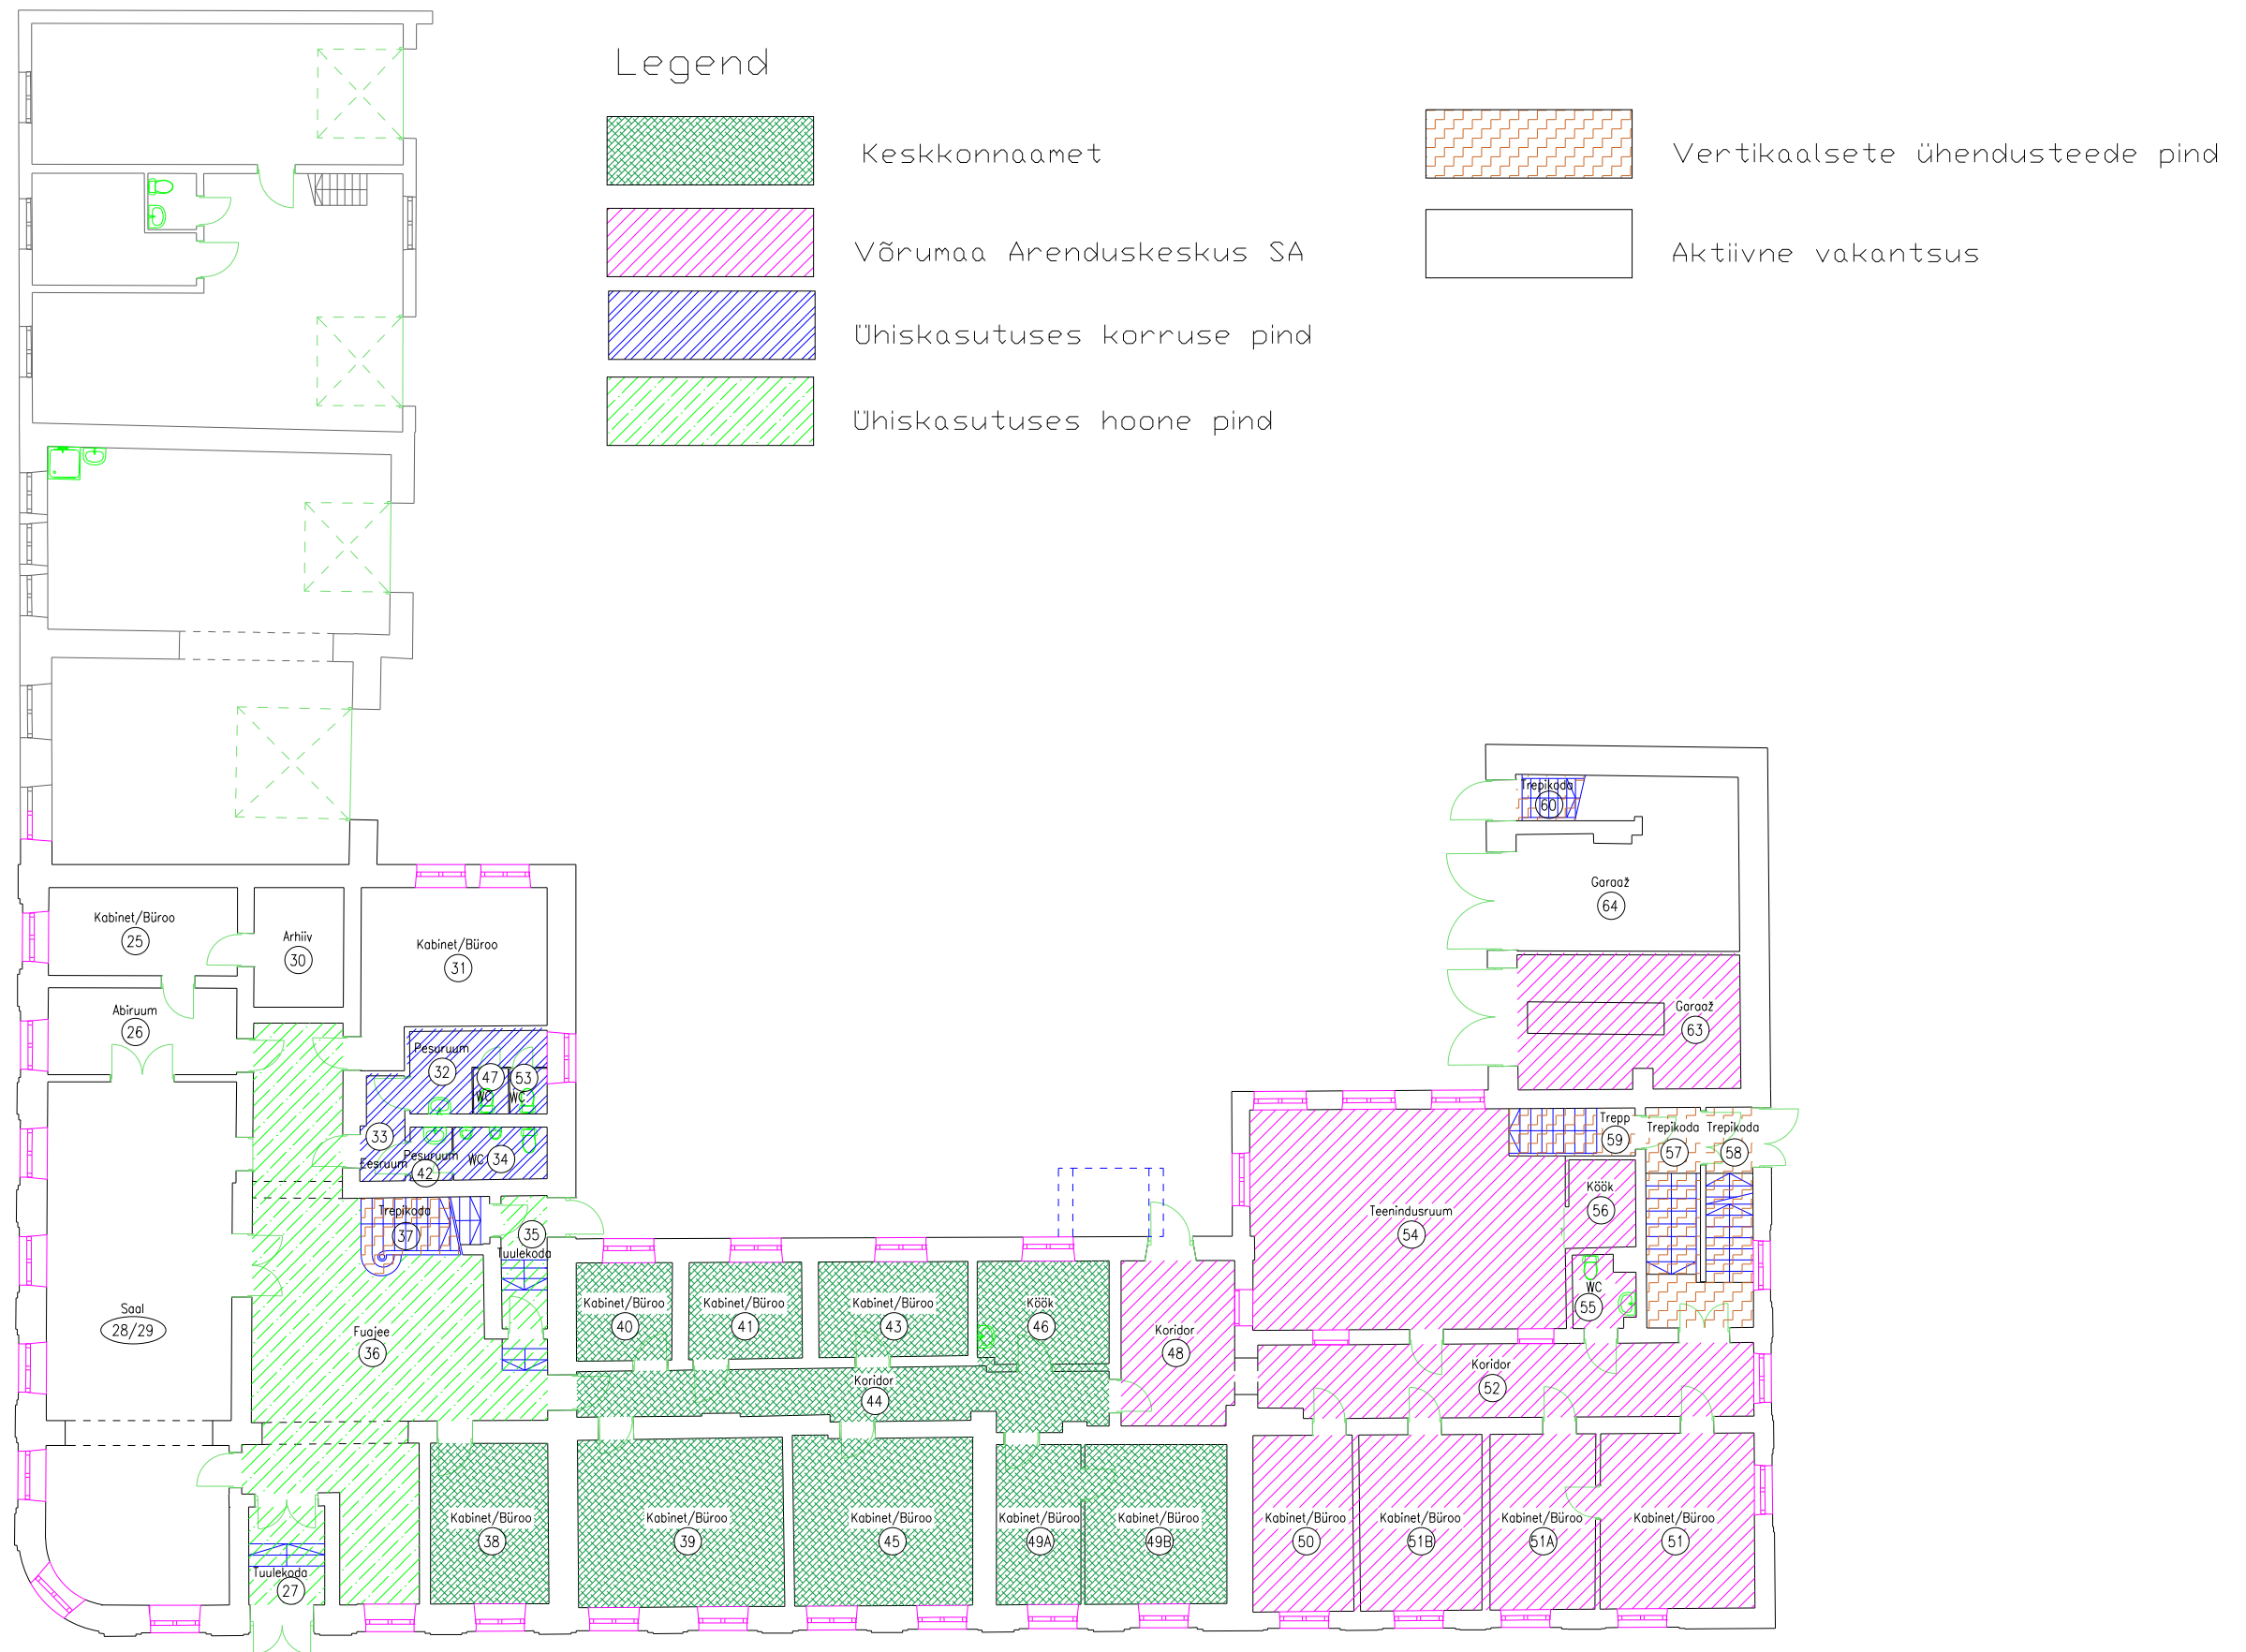 Legend
Keskkonnaamet
Vertikaalsete ühendusteede pind
Võrumaa Arenduskeskus SA
Aktiivne vakantsus
Ühiskasutuses korruse pind
Ühiskasutuses hoone pind
Trepikoda
60
Garaaž
64
Kabinet/Büroo
25
Arhiiv
30
Kabinet/Büroo
31
Abiruum
26
Garaaž
63
Pesuruum
32
47
WC
53
WC
33
Eesruum
Pesuruum
42
WC 34
Trepp
59
Trepikoda
57
Trepikoda
58
Trepikoda
37
35
Tuulekoda
Köök
56
Teenindusruum
54
WC
55
Saal
28/29
Fuajee
36
Kabinet/Büroo
40
Kabinet/Büroo
41
Kabinet/Büroo
43
Köök
46
Koridor
48
Koridor
44
Koridor
52
Kabinet/Büroo
38
Kabinet/Büroo
39
Kabinet/Büroo
45
Kabinet/Büroo
49A
Kabinet/Büroo
49B
Kabinet/Büroo
50
Kabinet/Büroo
51B
Kabinet/Büroo
51A
Kabinet/Büroo
51
Tuulekoda
27